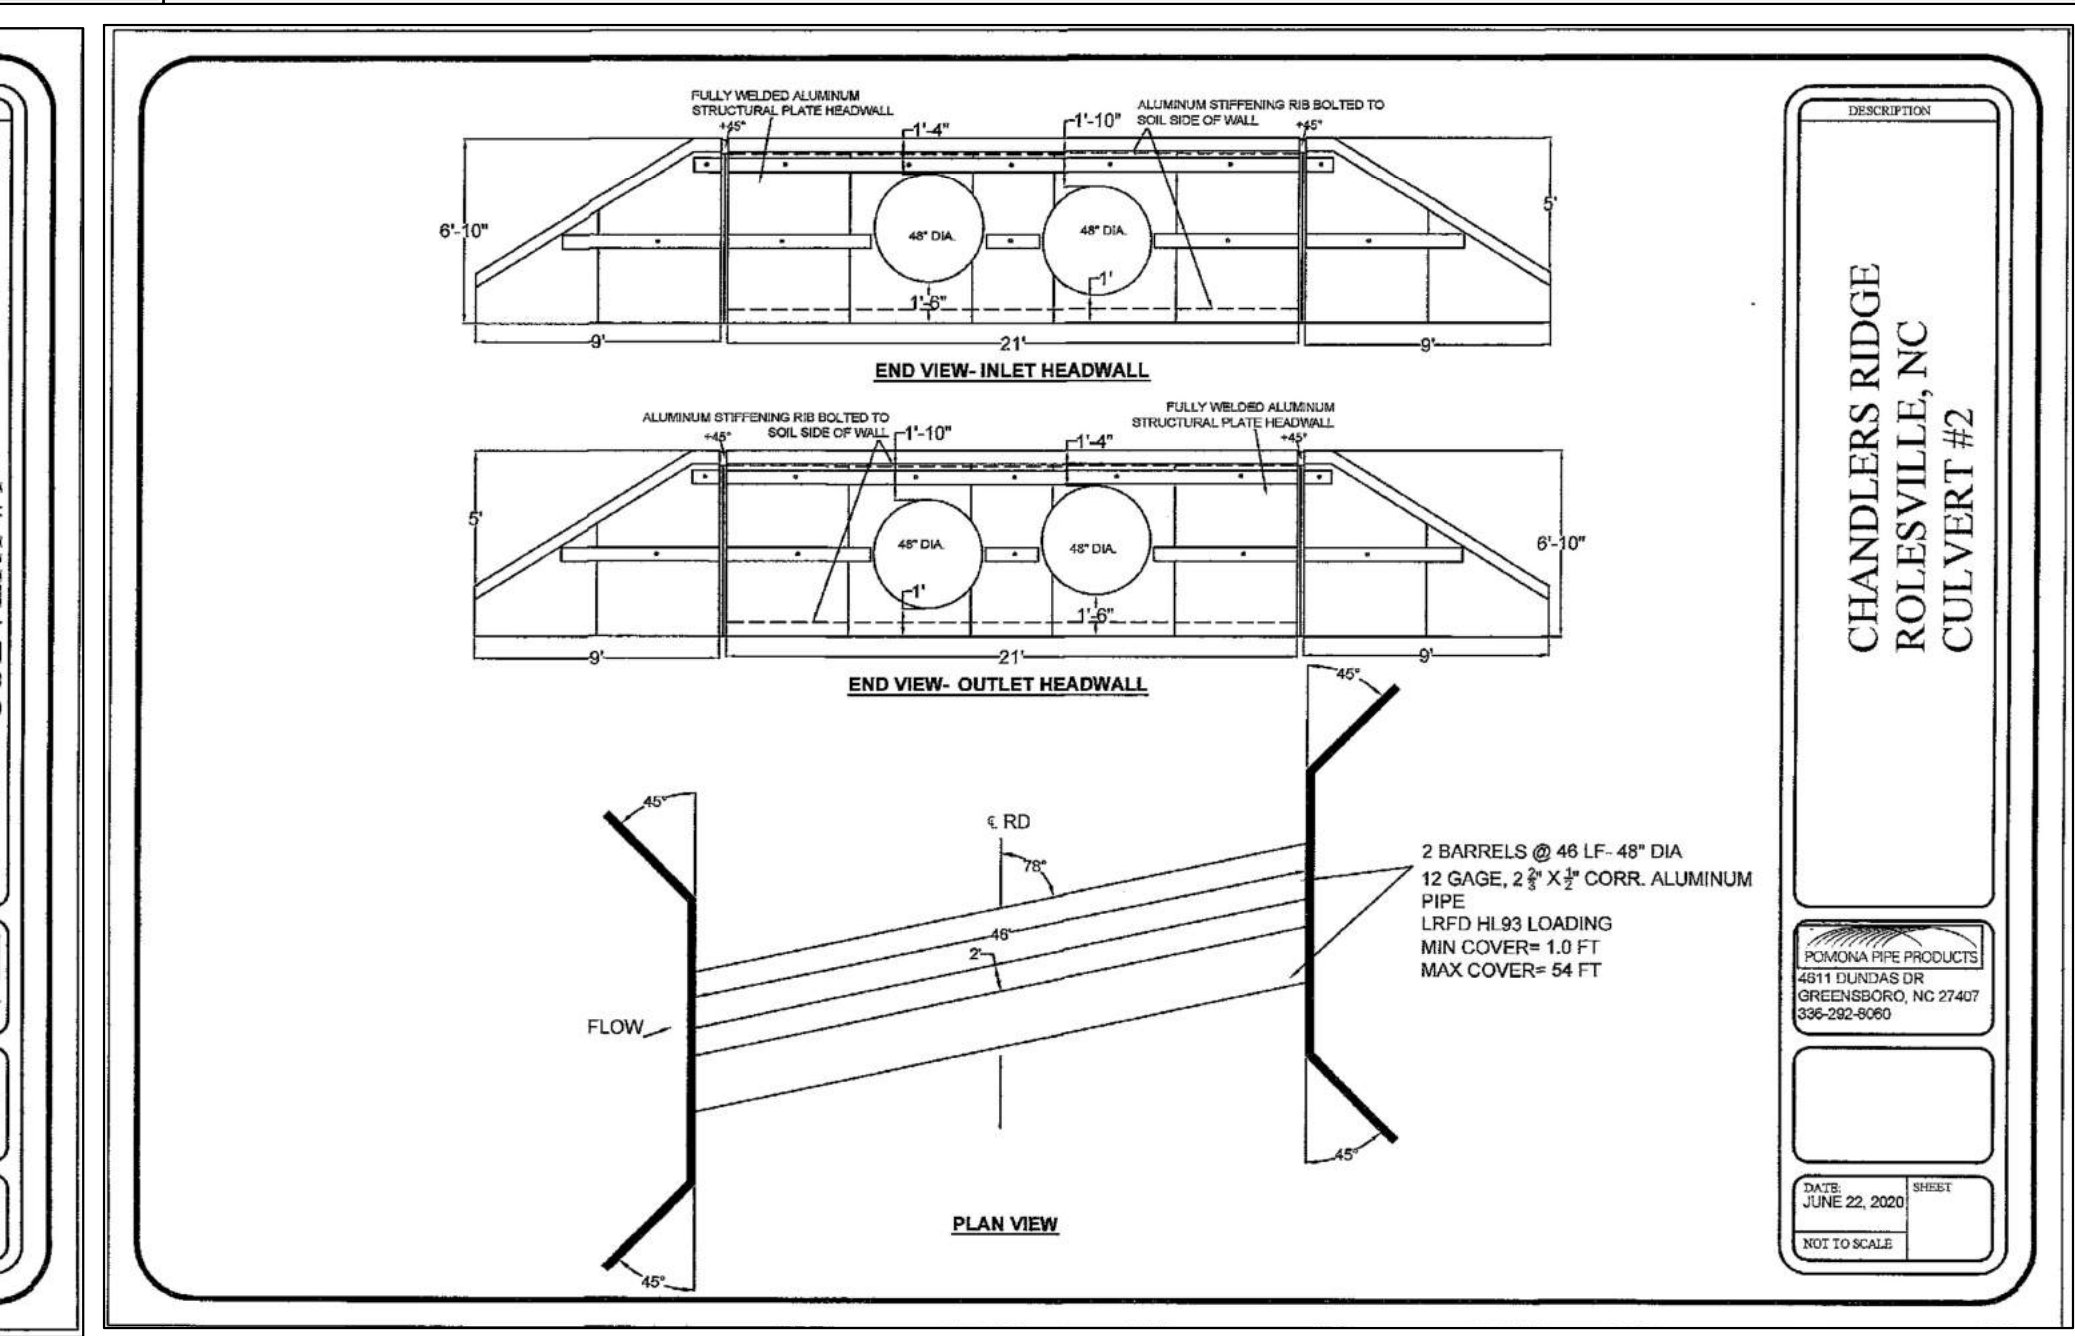 FULLY WELDED ALUMINUM
STRUCTURAL PLATE HEADWALL
+45°
1'-4"
1'-10"
ALUMINUM STIFFENING RIB BOLTED TO
SOIL SIDE OF WALL
+45°
6'-10"
48" DIA.
48" DIA.
5'
1'-6"
1'
9'
21'
9'
END VIEW- INLET HEADWALL
ALUMINUM STIFFENING RIB BOLTED TO
SOIL SIDE OF WALL
+45°
1'-10"
1'-4"
FULLY WELDED ALUMINUM
STRUCTURAL PLATE HEADWALL
+45°
5'
48" DIA.
48" DIA.
6'-10"
1'
1'-6"
9'
21'
9'
END VIEW- OUTLET HEADWALL
45°
45°
℄ RD
78°
46'
2'
FLOW
2 BARRELS @ 46 LF- 48" DIA
12 GAGE, 2 2/3" X 1/2" CORR. ALUMINUM
PIPE
LRFD HL93 LOADING
MIN COVER= 1.0 FT
MAX COVER= 54 FT
45°
45°
PLAN VIEW
DESCRIPTION
CHANDLERS RIDGE
ROLESVILLE, NC
CULVERT #2
POMONA PIPE PRODUCTS
4611 DUNDAS DR
GREENSBORO, NC 27407
336-292-8060
DATE:
JUNE 22, 2020
SHEET
NOT TO SCALE